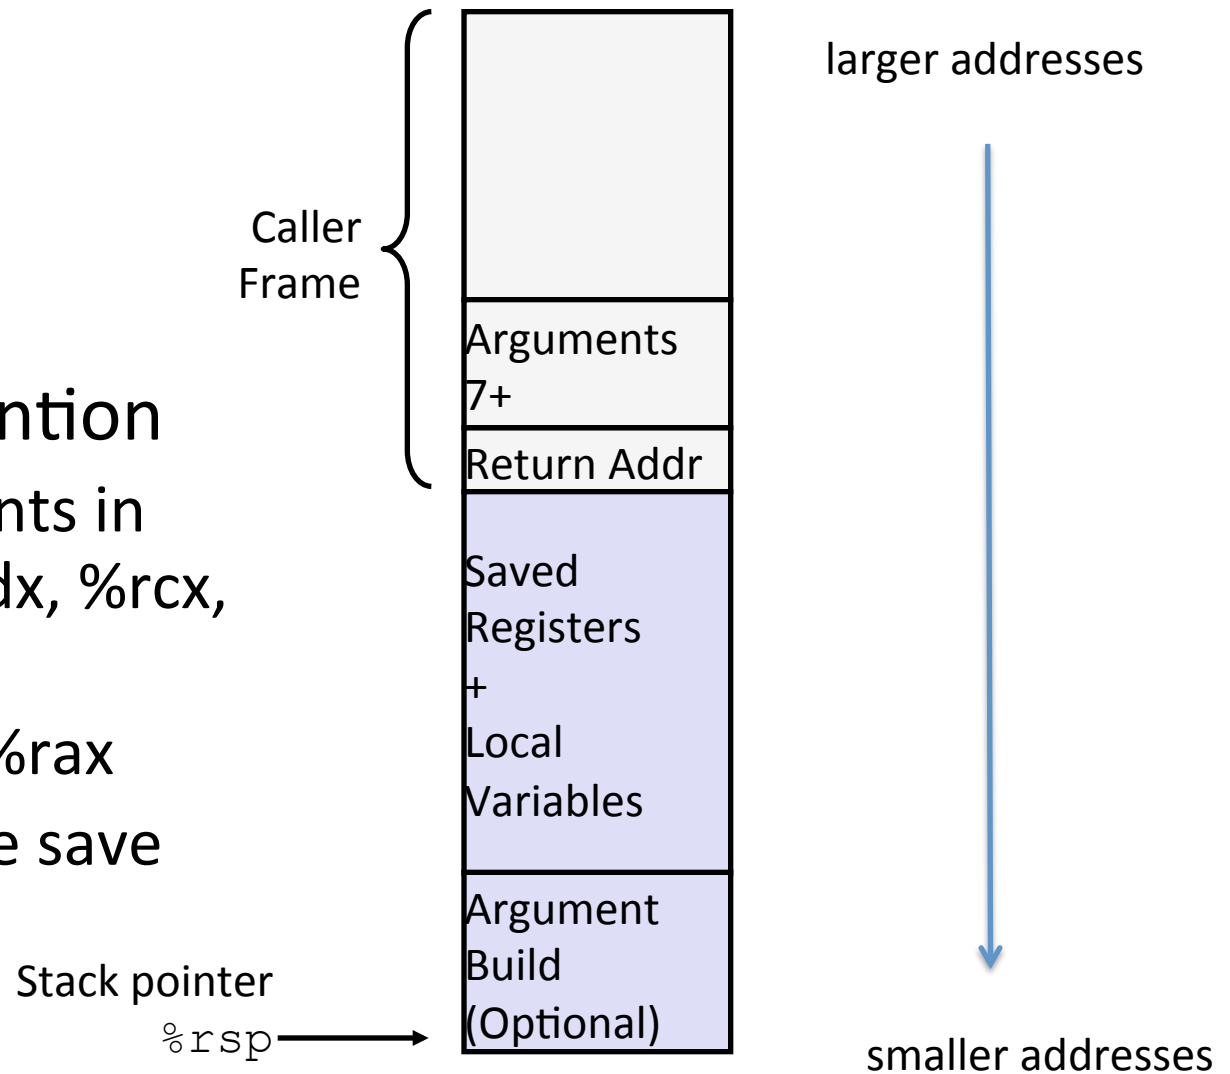 larger addresses
Caller
Frame
Arguments
7+
Return Addr
ntion
nts in
dx, %rcx,
%rax
e save
Saved
Registers
+
Local
Variables
Argument
Build
(Optional)
Stack pointer
%rsp
smaller addresses